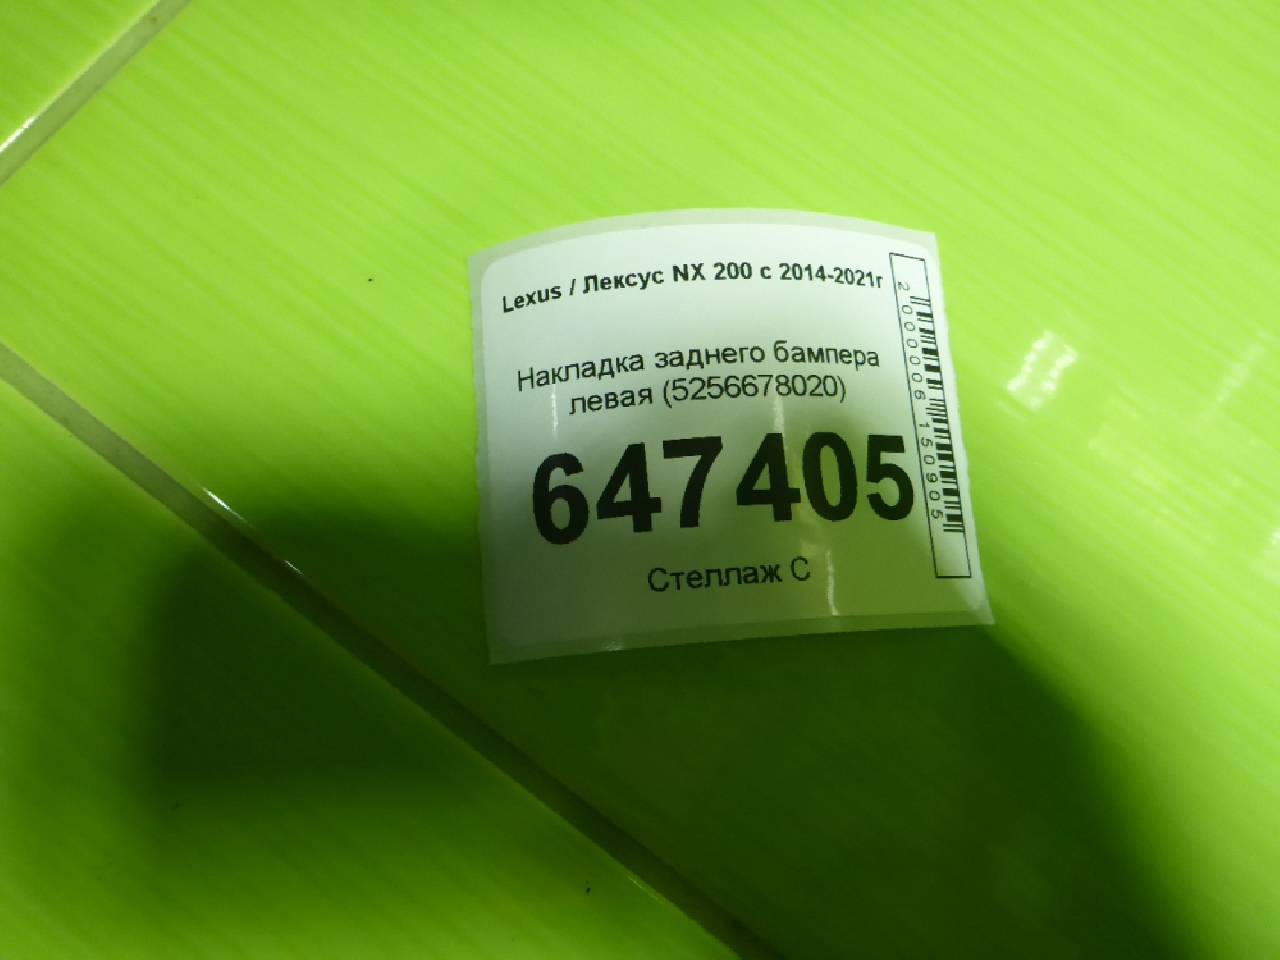 Lexus / Лексус NX 200 с 2014-2021г
Накладка заднего бампера
левая (5256678020)
647405
Стеллаж С
2000006150905